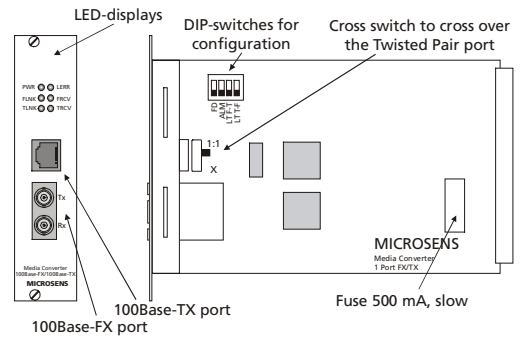 LED-displays
DIP-switches for
configuration
Cross switch to cross over
the Twisted Pair port
PWR LERR
FLNK FRCV
TLNK TRCV
FD
ALM
LT F-T
LT T-F
1:1
X
Tx
Rx
Media Converter
100Base-FX/100Base-TX
MICROSENS
MICROSENS
Media Converter
1 Port FX/TX
100Base-TX port
100Base-FX port
Fuse 500 mA, slow